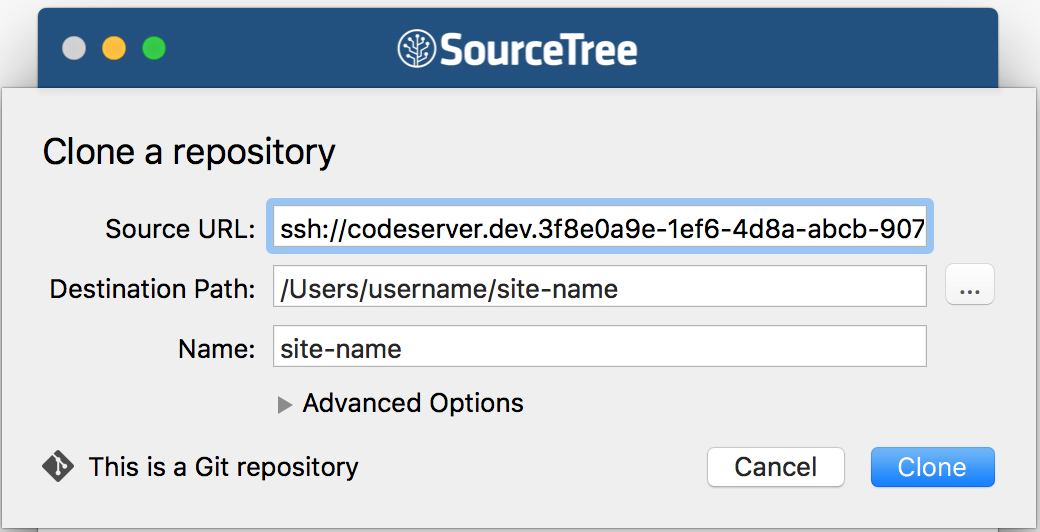 SourceTree
Clone a repository
Source URL: ssh://codeserver.dev.3f8e0a9e-1ef6-4d8a-abcb-907
Destination Path: /Users/username/site-name ...
Name: site-name
Advanced Options
This is a Git repository Cancel Clone